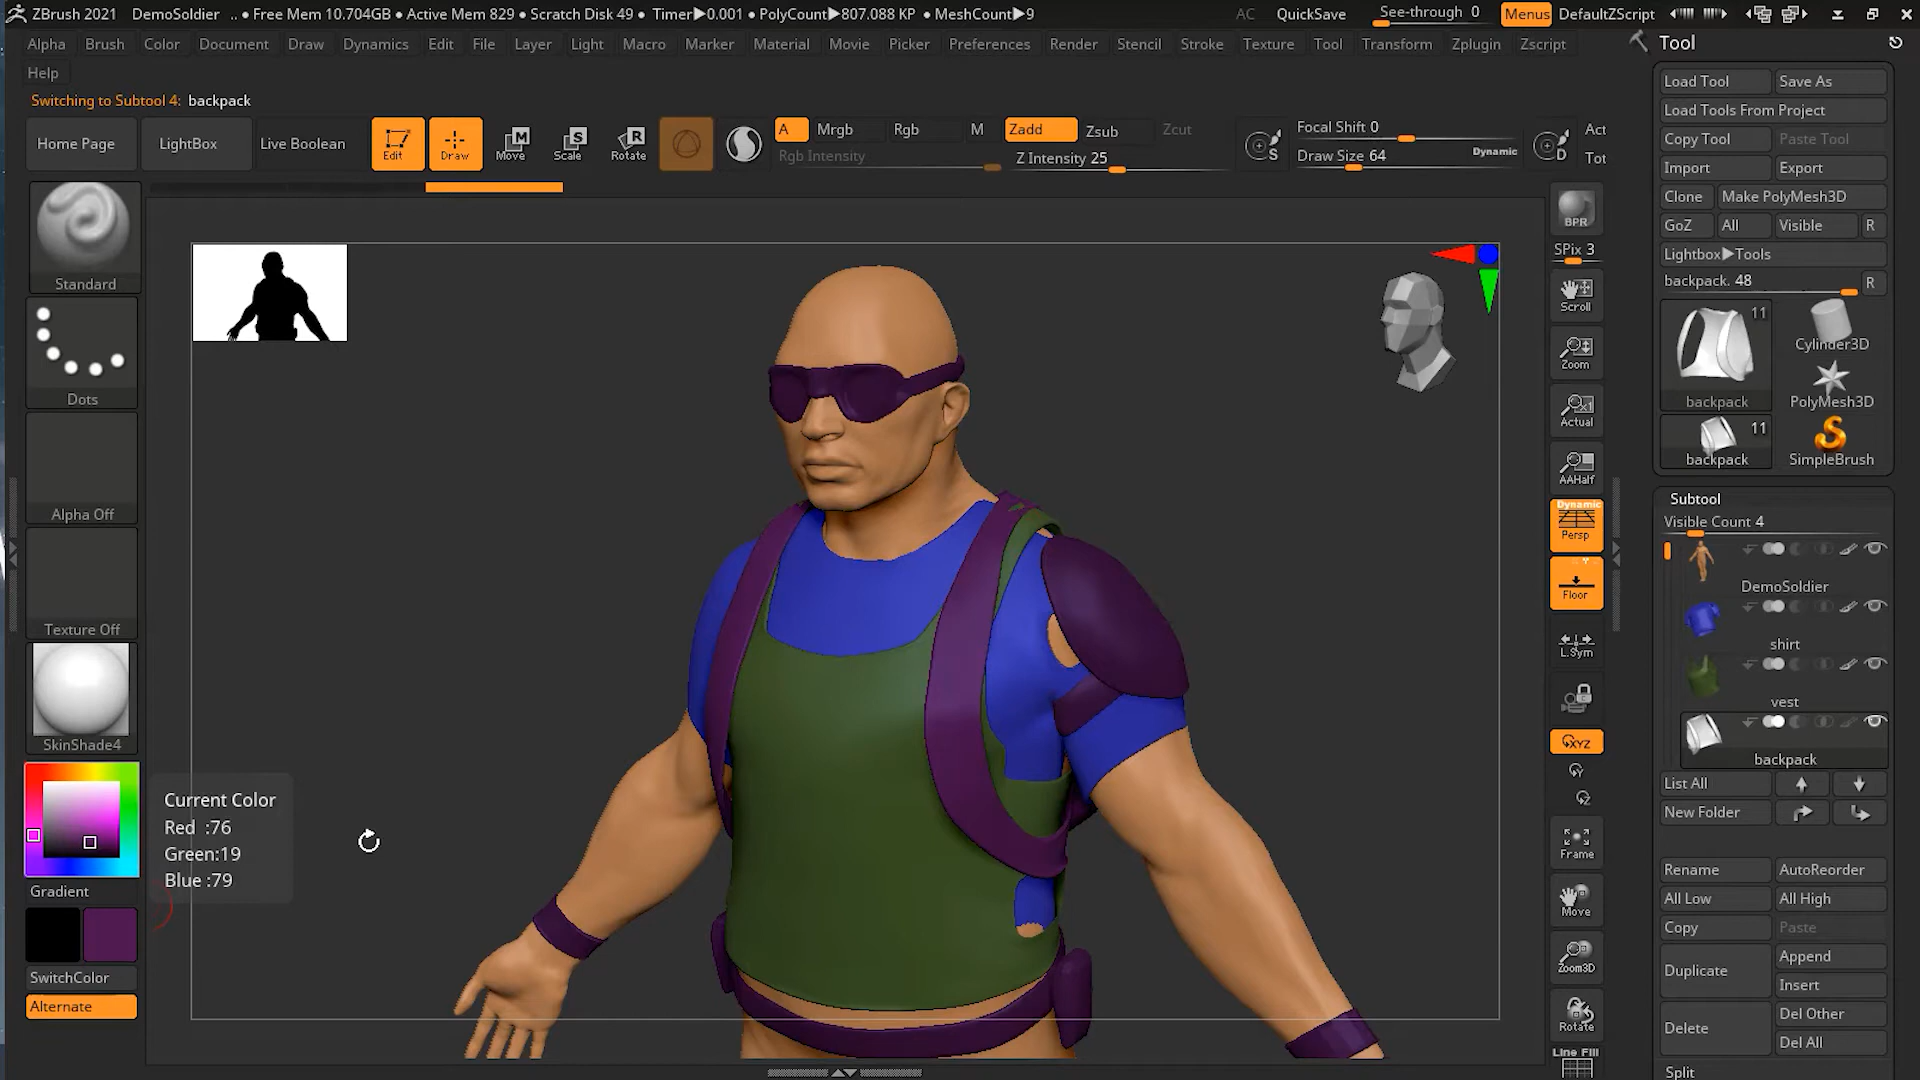 ZBrush 2021 DemoSoldier .. ● Free Mem 10.704GB ● Active Mem 829 ● Scratch Disk 49 ● Timer▶0.001 ● PolyCount▶807.088 KP ● MeshCount▶9 AC QuickSave See-through 0 Menus DefaultZScript
Alpha Brush Color Document Draw Dynamics Edit File Layer Light Macro Marker Material Movie Picker Preferences Render Stencil Stroke Texture Tool Transform Zplugin Zscript
Help
Switching to Subtool 4: backpack
Home Page LightBox Live Boolean Edit Draw Move Scale Rotate
M S R
A Mrgb Rgb M Zadd Zsub Zcut
Rgb Intensity Z Intensity 25
S Focal Shift 0
Draw Size 64 Dynamic D
Act
Tot
Standard
Dots
Alpha Off
Texture Off
SkinShade4
Gradient
SwitchColor
Alternate
Current Color
Red :76
Green:19
Blue :79
BPR
SPix 3
Scroll
Zoom
Actual
AAHalf
Dynamic
Persp
Floor
L.Sym
XYZ
Y
Z
Frame
Move
Zoom3D
Rotate
Line Fill
Tool
Load Tool Save As
Load Tools From Project
Copy Tool Paste Tool
Import Export
Clone Make PolyMesh3D
GoZ All Visible R
Lightbox▶Tools
backpack. 48 R
11
backpack Cylinder3D
PolyMesh3D
11
backpack SimpleBrush
Subtool
Visible Count 4
DemoSoldier
shirt
vest
backpack
List All
New Folder
Rename AutoReorder
All Low All High
Copy Paste
Duplicate Append
Insert
Delete Del Other
Del All
Split